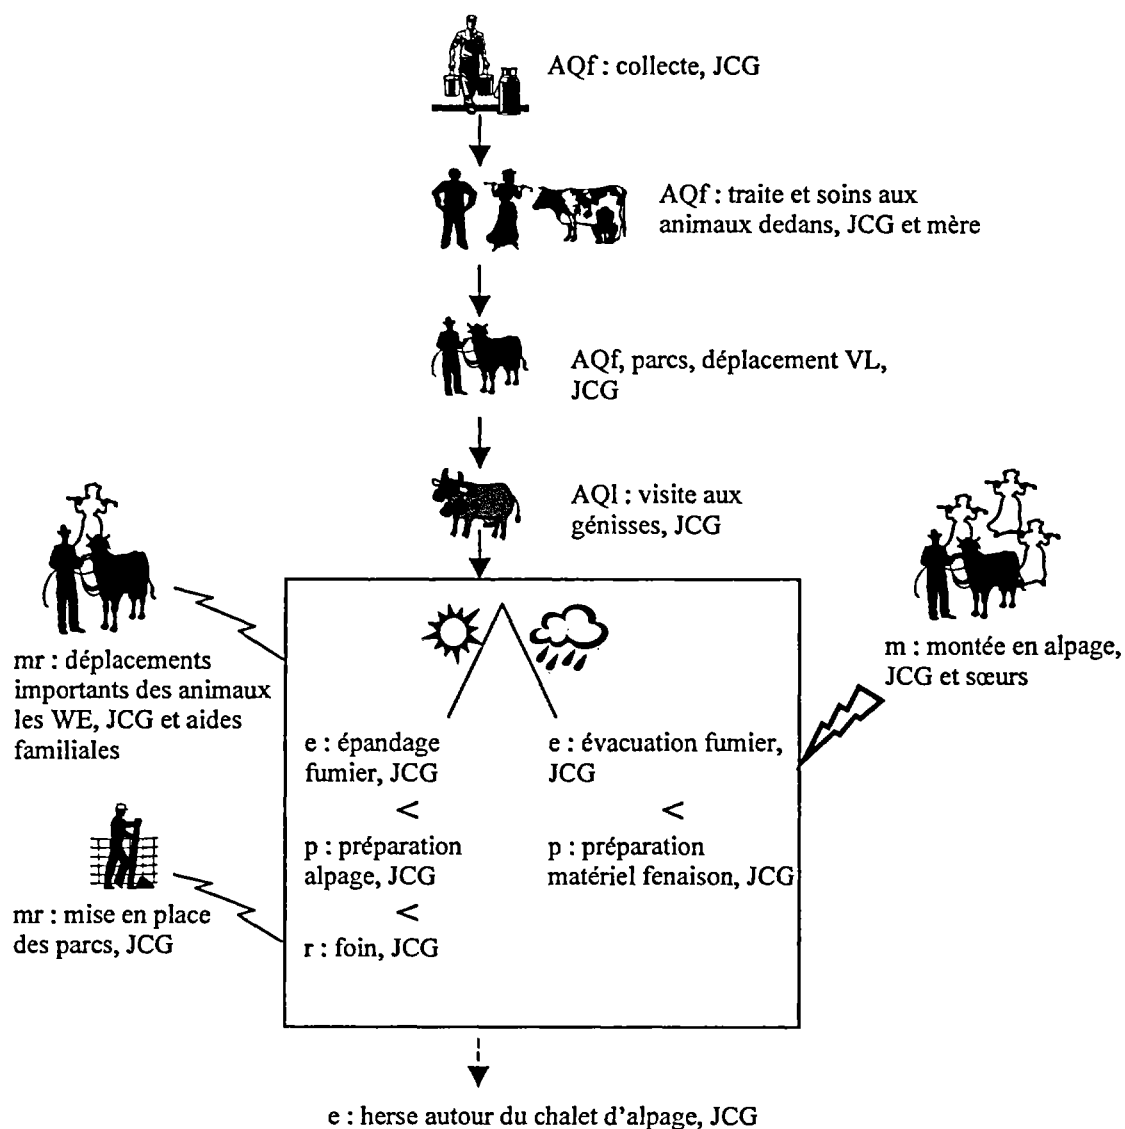 AQf : collecte, JCG
AQf : traite et soins aux
animaux dedans, JCG et mère
AQf, parcs, déplacement VL,
JCG
AQl : visite aux
génisses, JCG
mr : déplacements
importants des animaux
les WE, JCG et aides
familiales
m : montée en alpage,
JCG et sœurs
e : épandage
fumier, JCG
<
p : préparation
alpage, JCG
<
r : foin, JCG
e : évacuation fumier,
JCG
<
p : préparation
matériel fenaison, JCG
mr : mise en place
des parcs, JCG
e : herse autour du chalet d'alpage, JCG